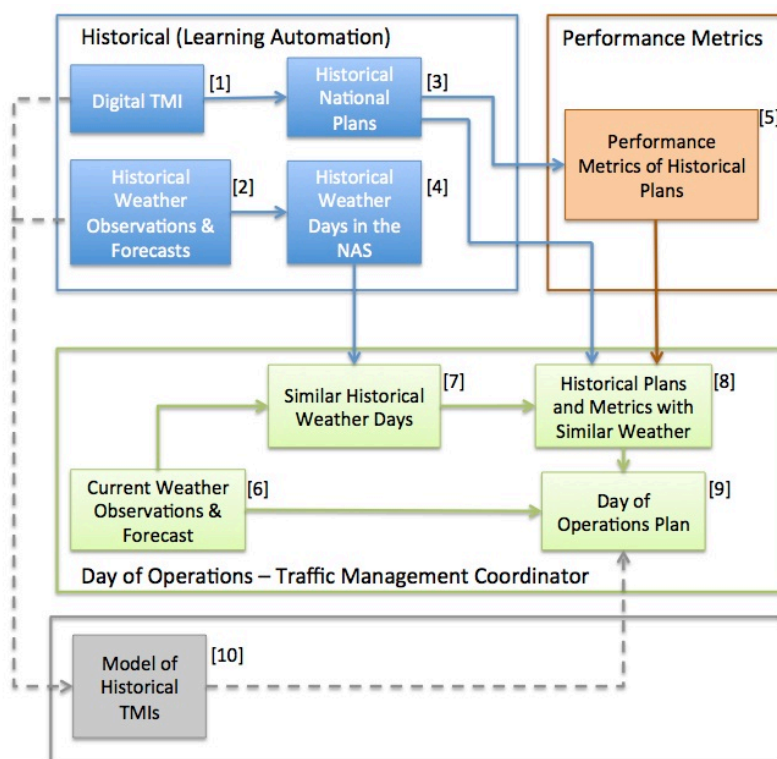 Historical (Learning Automation)
Performance Metrics
Digital TMI
[1]
Historical
National
Plans
[3]
[5]
Performance
Metrics of Historical
Plans
Historical
Weather
Observations &
Forecasts
[2]
Historical
Weather
Days in the
NAS
[4]
Similar Historical
Weather Days
[7]
Historical Plans
and Metrics with
Similar Weather
[8]
Current Weather
Observations &
Forecast
[6]
Day of
Operations Plan
[9]
Day of Operations – Traffic Management Coordinator
Model of
Historical
TMIs
[10]